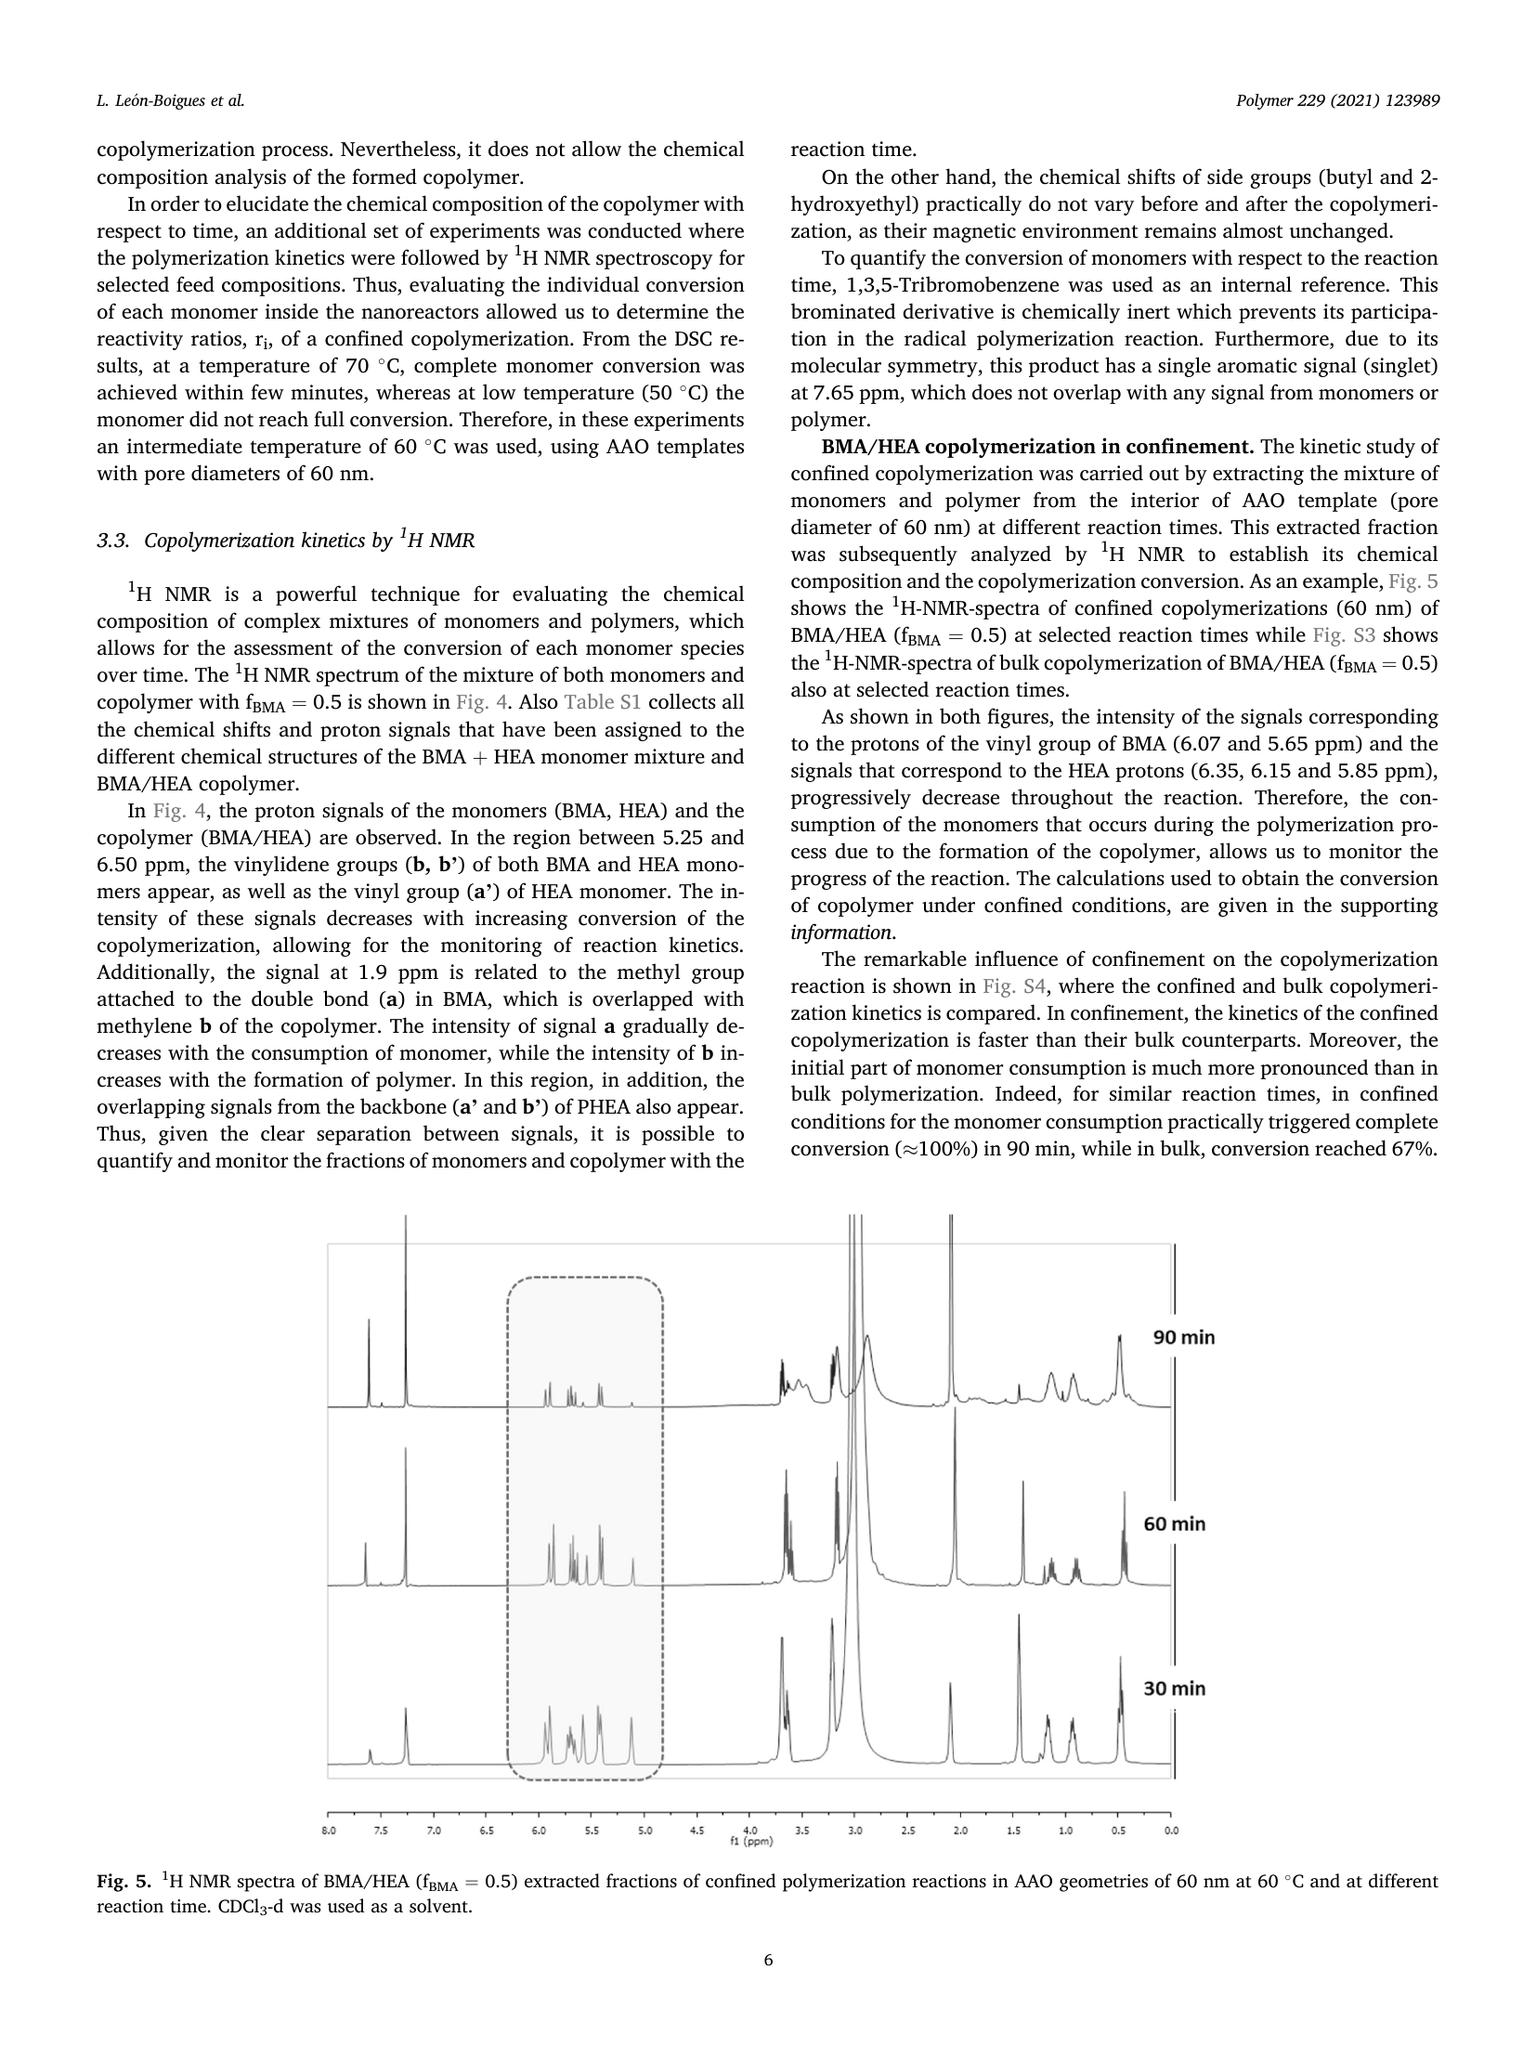 L. León-Boigues et al.
Polymer 229 (2021) 123989
copolymerization process. Nevertheless, it does not allow the chemical
composition analysis of the formed copolymer.
In order to elucidate the chemical composition of the copolymer with
respect to time, an additional set of experiments was conducted where
the polymerization kinetics were followed by ¹H NMR spectroscopy for
selected feed compositions. Thus, evaluating the individual conversion
of each monomer inside the nanoreactors allowed us to determine the
reactivity ratios, rᵢ, of a confined copolymerization. From the DSC re-
sults, at a temperature of 70 °C, complete monomer conversion was
achieved within few minutes, whereas at low temperature (50 °C) the
monomer did not reach full conversion. Therefore, in these experiments
an intermediate temperature of 60 °C was used, using AAO templates
with pore diameters of 60 nm.
3.3. Copolymerization kinetics by ¹H NMR
¹H NMR is a powerful technique for evaluating the chemical
composition of complex mixtures of monomers and polymers, which
allows for the assessment of the conversion of each monomer species
over time. The ¹H NMR spectrum of the mixture of both monomers and
copolymer with fBMA = 0.5 is shown in Fig. 4. Also Table S1 collects all
the chemical shifts and proton signals that have been assigned to the
different chemical structures of the BMA + HEA monomer mixture and
BMA/HEA copolymer.
In Fig. 4, the proton signals of the monomers (BMA, HEA) and the
copolymer (BMA/HEA) are observed. In the region between 5.25 and
6.50 ppm, the vinylidene groups (b, b’) of both BMA and HEA mono-
mers appear, as well as the vinyl group (a’) of HEA monomer. The in-
tensity of these signals decreases with increasing conversion of the
copolymerization, allowing for the monitoring of reaction kinetics.
Additionally, the signal at 1.9 ppm is related to the methyl group
attached to the double bond (a) in BMA, which is overlapped with
methylene b of the copolymer. The intensity of signal a gradually de-
creases with the consumption of monomer, while the intensity of b in-
creases with the formation of polymer. In this region, in addition, the
overlapping signals from the backbone (a’ and b’) of PHEA also appear.
Thus, given the clear separation between signals, it is possible to
quantify and monitor the fractions of monomers and copolymer with the
reaction time.
On the other hand, the chemical shifts of side groups (butyl and 2-
hydroxyethyl) practically do not vary before and after the copolymeri-
zation, as their magnetic environment remains almost unchanged.
To quantify the conversion of monomers with respect to the reaction
time, 1,3,5-Tribromobenzene was used as an internal reference. This
brominated derivative is chemically inert which prevents its participa-
tion in the radical polymerization reaction. Furthermore, due to its
molecular symmetry, this product has a single aromatic signal (singlet)
at 7.65 ppm, which does not overlap with any signal from monomers or
polymer.
BMA/HEA copolymerization in confinement. The kinetic study of
confined copolymerization was carried out by extracting the mixture of
monomers and polymer from the interior of AAO template (pore
diameter of 60 nm) at different reaction times. This extracted fraction
was subsequently analyzed by ¹H NMR to establish its chemical
composition and the copolymerization conversion. As an example, Fig. 5
shows the ¹H-NMR-spectra of confined copolymerizations (60 nm) of
BMA/HEA (fBMA = 0.5) at selected reaction times while Fig. S3 shows
the ¹H-NMR-spectra of bulk copolymerization of BMA/HEA (fBMA = 0.5)
also at selected reaction times.
As shown in both figures, the intensity of the signals corresponding
to the protons of the vinyl group of BMA (6.07 and 5.65 ppm) and the
signals that correspond to the HEA protons (6.35, 6.15 and 5.85 ppm),
progressively decrease throughout the reaction. Therefore, the con-
sumption of the monomers that occurs during the polymerization pro-
cess due to the formation of the copolymer, allows us to monitor the
progress of the reaction. The calculations used to obtain the conversion
of copolymer under confined conditions, are given in the supporting
information.
The remarkable influence of confinement on the copolymerization
reaction is shown in Fig. S4, where the confined and bulk copolymeri-
zation kinetics is compared. In confinement, the kinetics of the confined
copolymerization is faster than their bulk counterparts. Moreover, the
initial part of monomer consumption is much more pronounced than in
bulk polymerization. Indeed, for similar reaction times, in confined
conditions for the monomer consumption practically triggered complete
conversion (≈100%) in 90 min, while in bulk, conversion reached 67%.
90 min
60 min
30 min
8.0 7.5 7.0 6.5 6.0 5.5 5.0 4.5 4.0 3.5 3.0 2.5 2.0 1.5 1.0 0.5 0.0
f1 (ppm)
Fig. 5. ¹H NMR spectra of BMA/HEA (fBMA = 0.5) extracted fractions of confined polymerization reactions in AAO geometries of 60 nm at 60 °C and at different
reaction time. CDCl₃-d was used as a solvent.
6